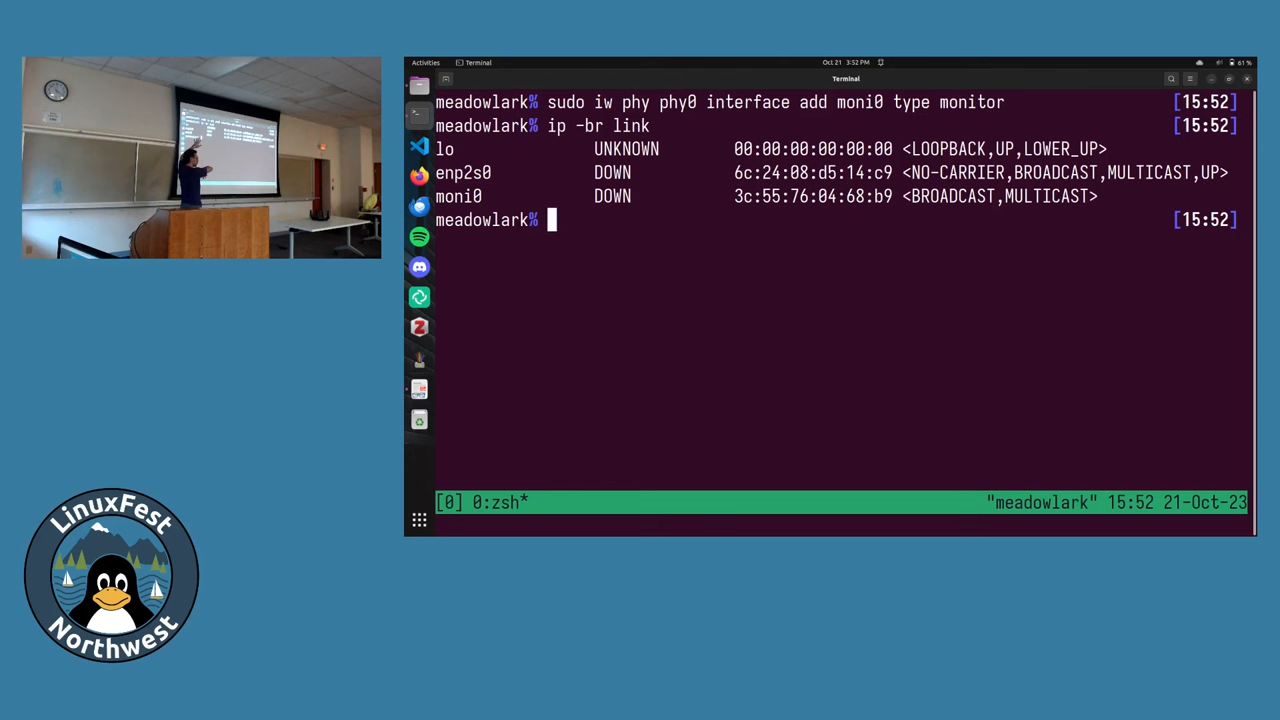 Activities
Terminal
Oct 21 3:52 PM
61 %
Terminal
meadowlark% sudo iw phy phy0 interface add moni0 type monitor [15:52]
meadowlark% ip -br link
lo UNKNOWN 00:00:00:00:00:00 <LOOPBACK,UP,LOWER_UP>
enp2s0 DOWN 6c:24:08:d5:14:c9 <NO-CARRIER,BROADCAST,MULTICAST,UP>
moni0 DOWN 3c:55:76:04:68:b9 <BROADCAST,MULTICAST>
meadowlark% [15:52]
[0] 0:zsh* "meadowlark" 15:52 21-Oct-23
LinuxFest
Northwest